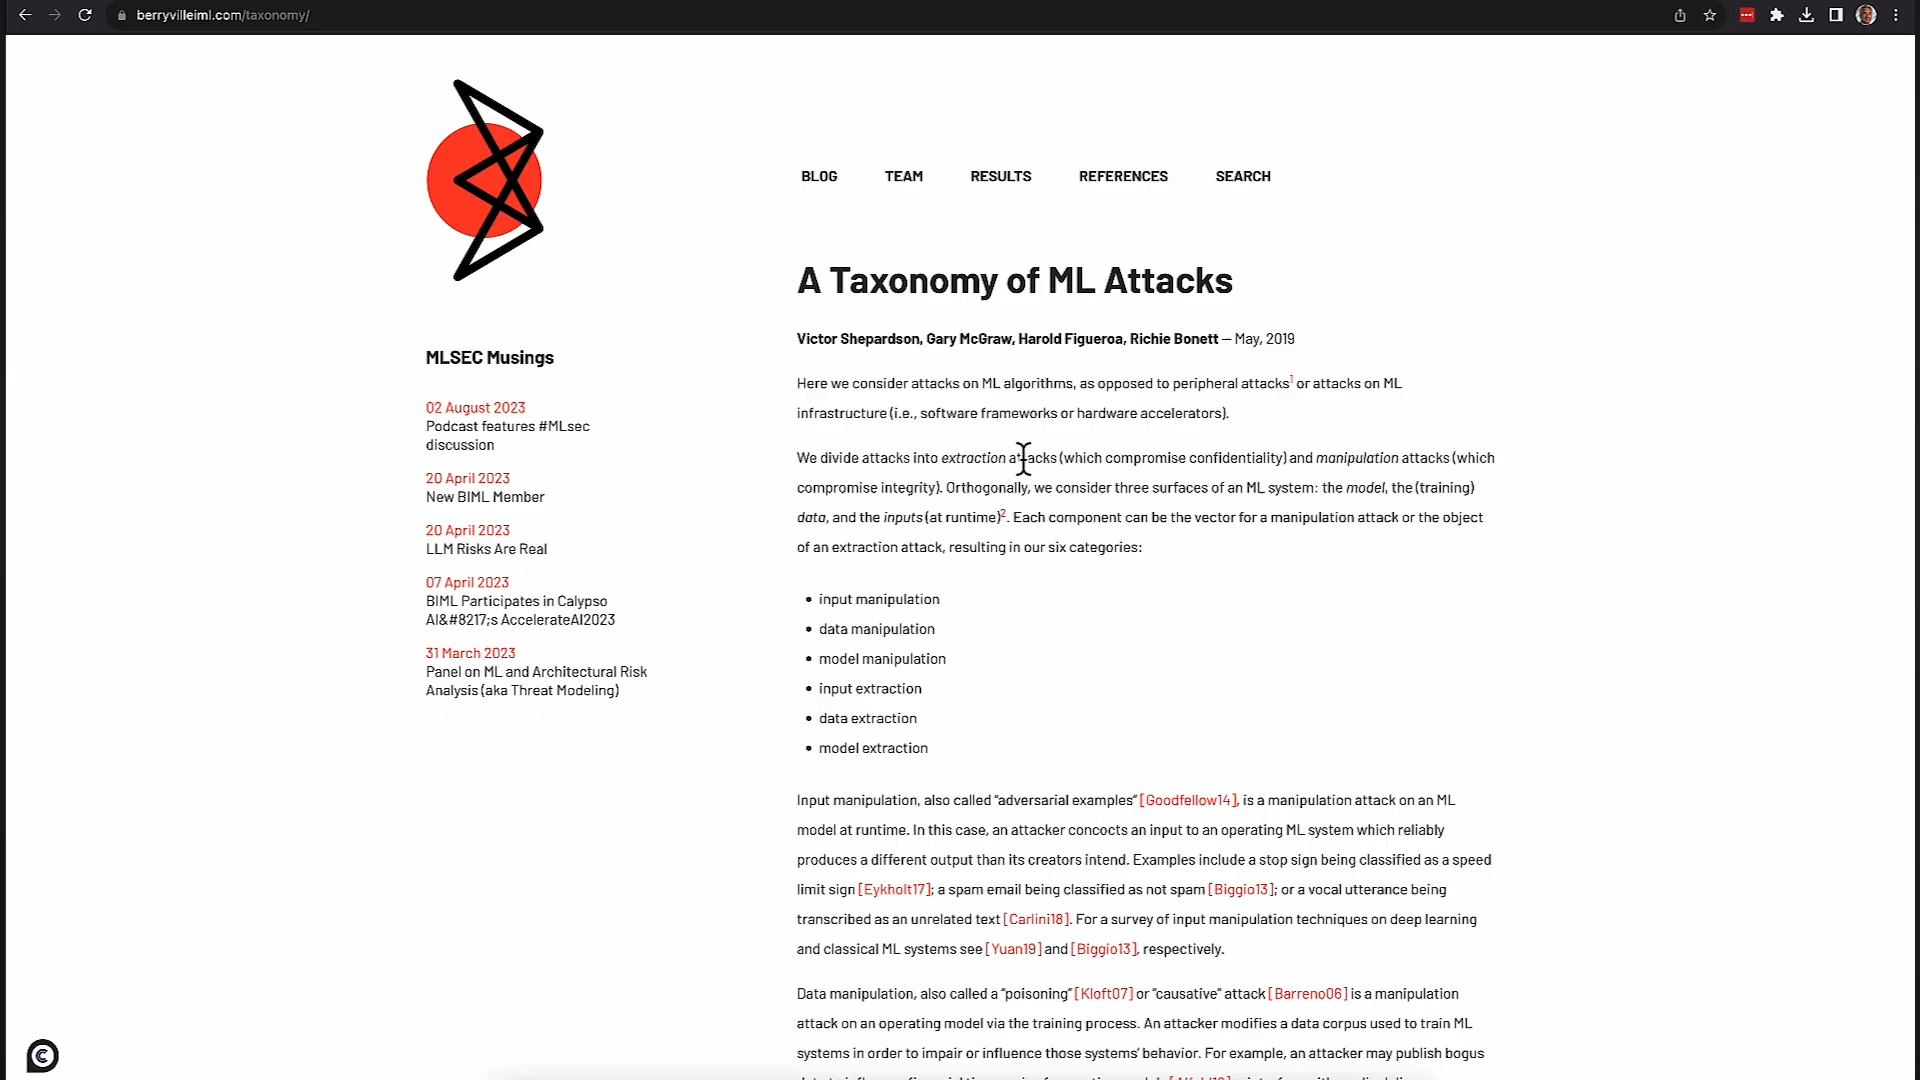 berryvilleiml.com/taxonomy/
BLOG TEAM RESULTS REFERENCES SEARCH
MLSEC Musings
02 August 2023
Podcast features #MLsec
discussion
20 April 2023
New BIML Member
20 April 2023
LLM Risks Are Real
07 April 2023
BIML Participates in Calypso
AI&#8217;s AccelerateAI2023
31 March 2023
Panel on ML and Architectural Risk
Analysis (aka Threat Modeling)
A Taxonomy of ML Attacks
Victor Shepardson, Gary McGraw, Harold Figueroa, Richie Bonett – May, 2019
Here we consider attacks on ML algorithms, as opposed to peripheral attacks1 or attacks on ML
infrastructure (i.e., software frameworks or hardware accelerators).
We divide attacks into extraction attacks (which compromise confidentiality) and manipulation attacks (which
compromise integrity). Orthogonally, we consider three surfaces of an ML system: the model, the (training)
data, and the inputs (at runtime)2. Each component can be the vector for a manipulation attack or the object
of an extraction attack, resulting in our six categories:
• input manipulation
• data manipulation
• model manipulation
• input extraction
• data extraction
• model extraction
Input manipulation, also called “adversarial examples” [Goodfellow14], is a manipulation attack on an ML
model at runtime. In this case, an attacker concocts an input to an operating ML system which reliably
produces a different output than its creators intend. Examples include a stop sign being classified as a speed
limit sign [Eykholt17]; a spam email being classified as not spam [Biggio13]; or a vocal utterance being
transcribed as an unrelated text [Carlini18]. For a survey of input manipulation techniques on deep learning
and classical ML systems see [Yuan19] and [Biggio13], respectively.
Data manipulation, also called a “poisoning” [Kloft07] or “causative” attack [Barreno06] is a manipulation
attack on an operating model via the training process. An attacker modifies a data corpus used to train ML
systems in order to impair or influence those systems’ behavior. For example, an attacker may publish bogus